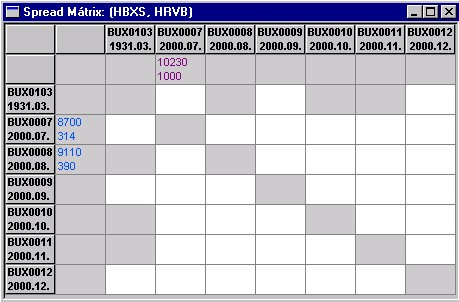 Spread Mátrix: (HBXS, HRVB)
BUX0103 BUX0007 BUX0008 BUX0009 BUX0010 BUX0011 BUX0012
1931.03. 2000.07. 2000.08. 2000.09. 2000.10. 2000.11. 2000.12.
10230
1000
BUX0103
1931.03.
BUX0007 8700
2000.07. 314
BUX0008 9110
2000.08. 390
BUX0009
2000.09.
BUX0010
2000.10.
BUX0011
2000.11.
BUX0012
2000.12.